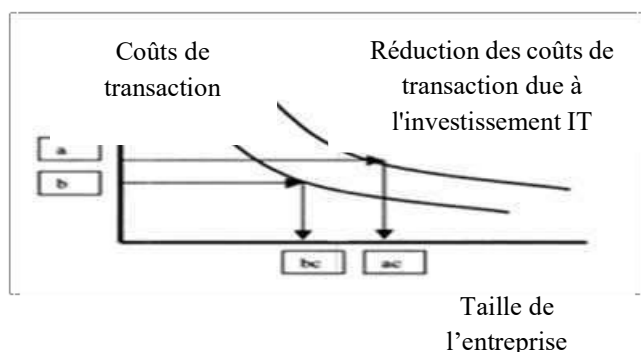 Coûts de
transaction
Réduction des coûts de
transaction due à
l'investissement IT
a
b
bc
ac
Taille de
l’entreprise